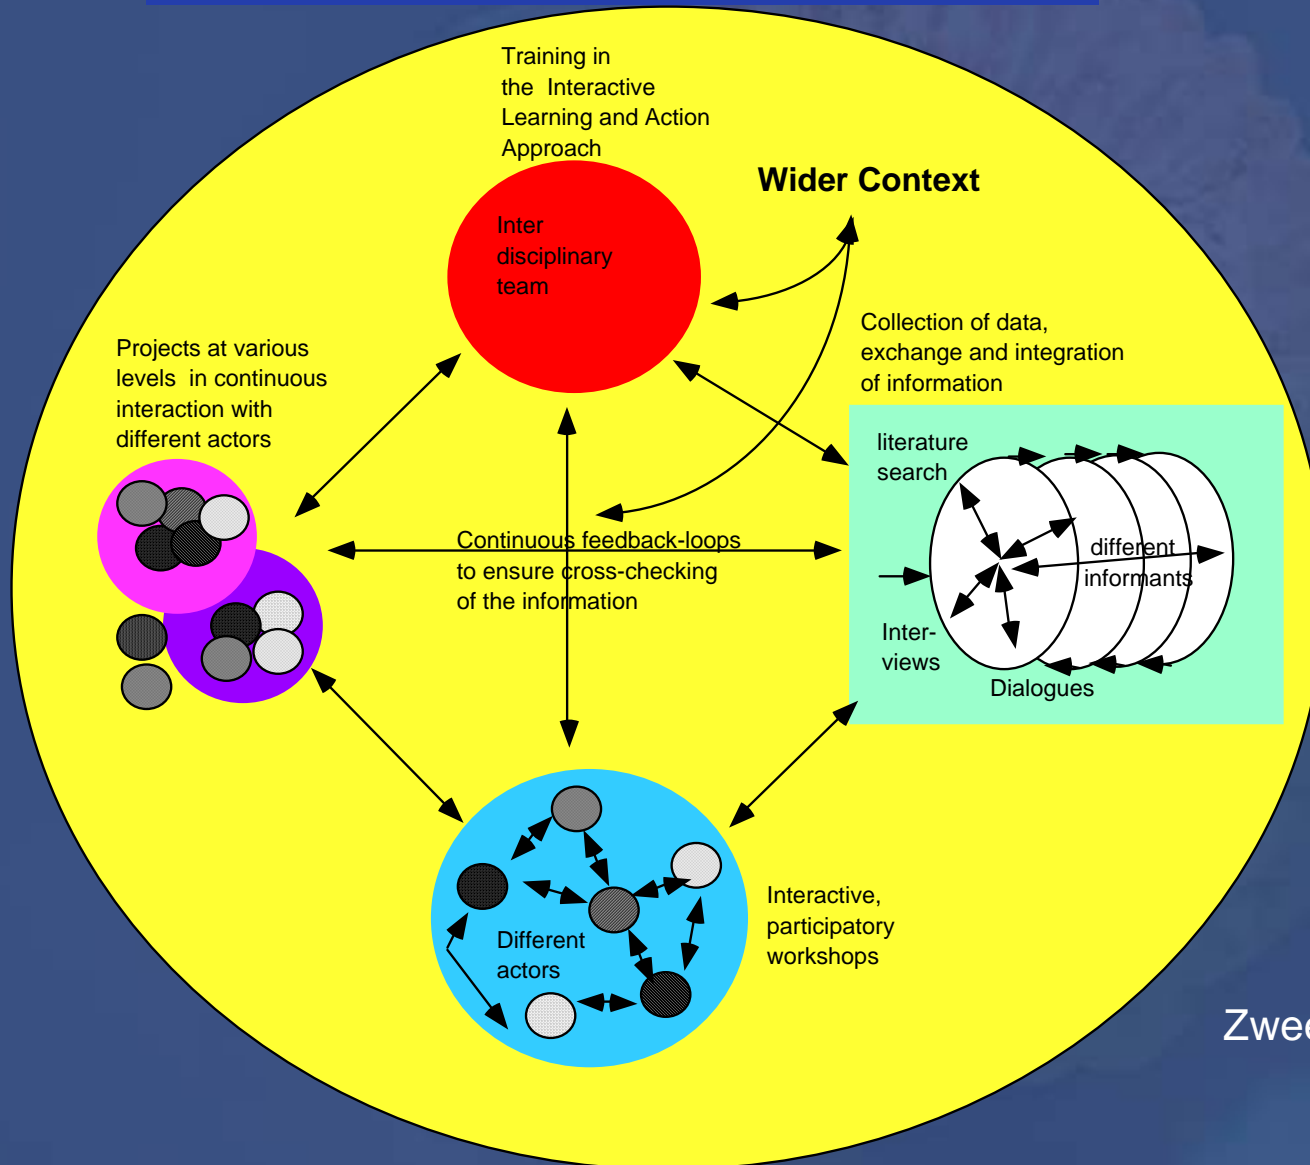 Training in
the Interactive
Learning and Action
Approach
Wider Context
Inter
disciplinary
team
Projects at various
levels in continuous
interaction with
different actors
Collection of data,
exchange and integration
of information
literature
search
different
informants
Inter-
views
Dialogues
Continuous feedback-loops
to ensure cross-checking
of the information
Different
actors
Interactive,
participatory
workshops